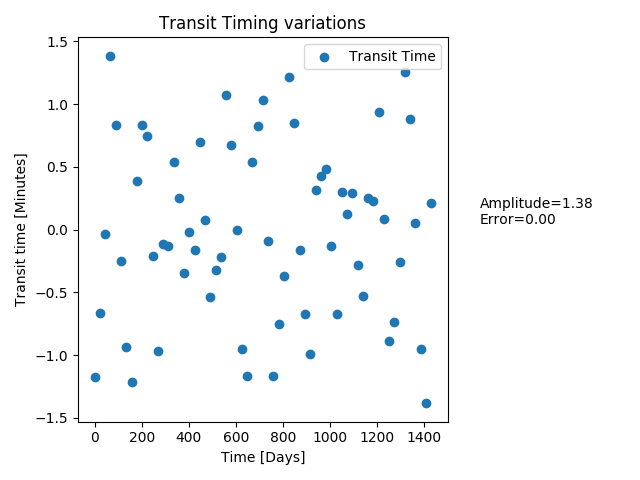 Transit Timing variations
Transit Time
Transit time [Minutes]
1.5
1.0
0.5
0.0
−0.5
−1.0
−1.5
0 200 400 600 800 1000 1200 1400
Time [Days]
Amplitude=1.38
Error=0.00